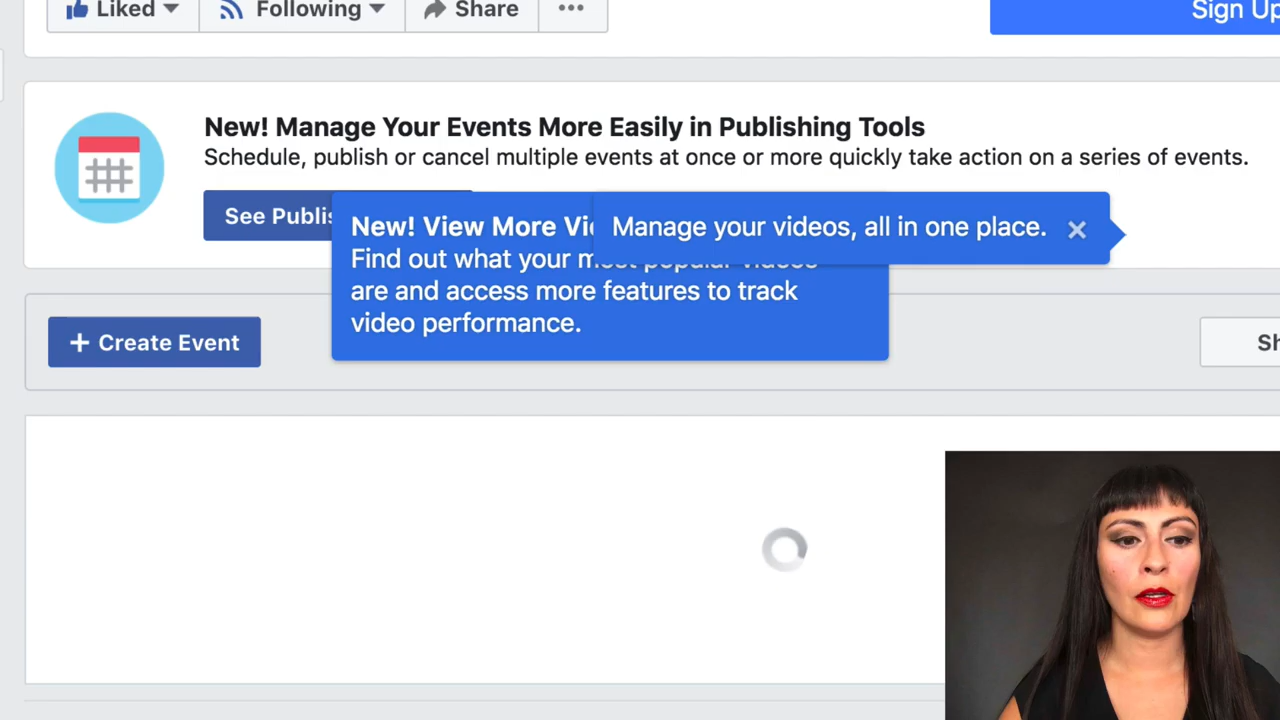 Liked
Following
Share
Sign Up
New! Manage Your Events More Easily in Publishing Tools
Schedule, publish or cancel multiple events at once or more quickly take action on a series of events.
See Publis
New! View More Vi
Manage your videos, all in one place.
Find out what your most popular videos
are and access more features to track
video performance.
+ Create Event
Sh